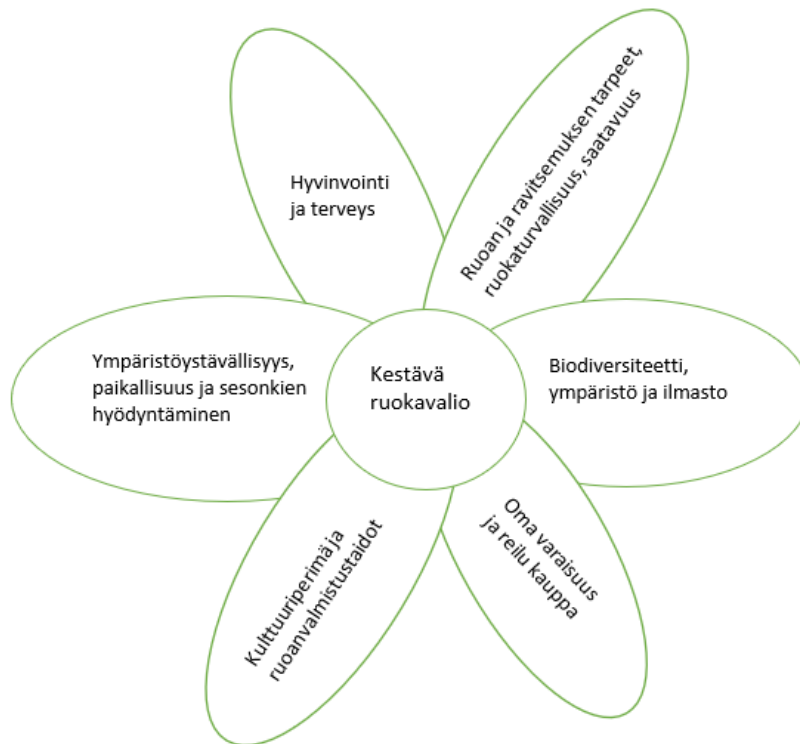 Hyvinvointi
ja terveys
Ruoan ja ravitsemuksen tarpeet,
ruokaturvallisuus, saatavuus
Ympäristöystävällisyys,
paikallisuus ja sesonkien
hyödyntäminen
Kestävä
ruokavalio
Biodiversiteetti,
ympäristö ja ilmasto
Kulttuuriperimä ja
ruoanvalmistustaidot
Oma varaisuus
ja reilu kauppa